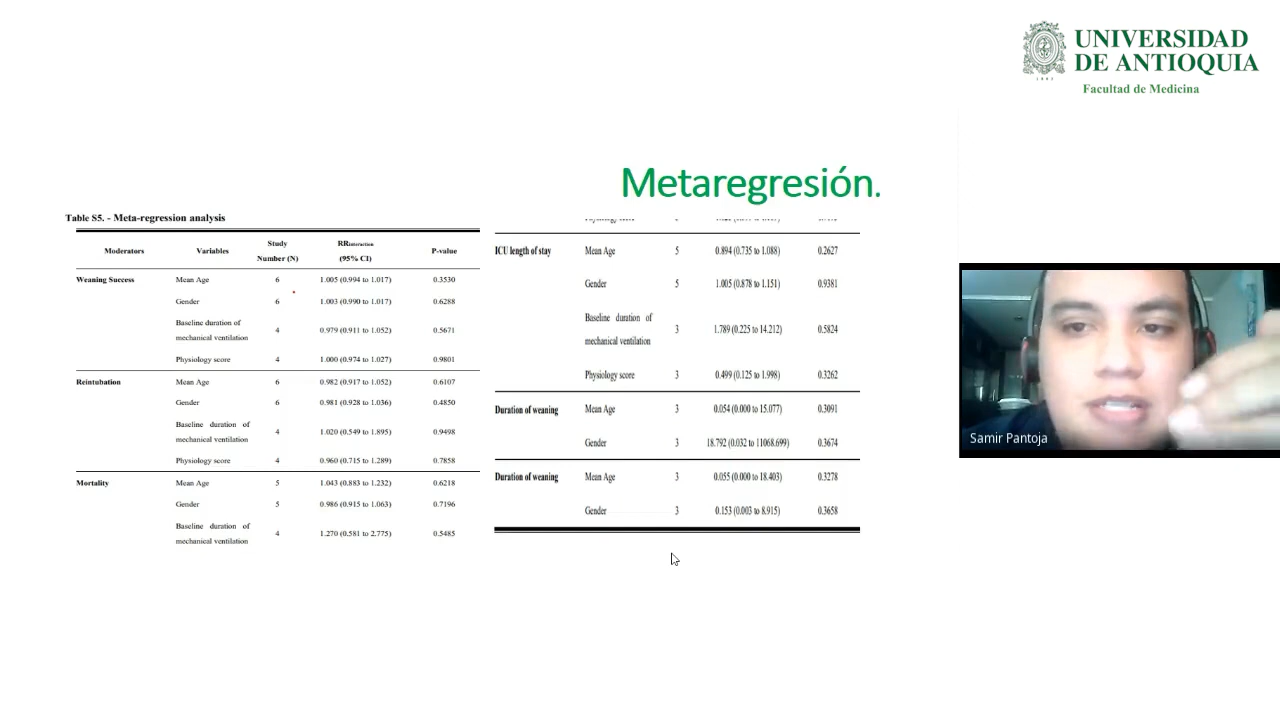 UNIVERSIDAD
DE ANTIOQUIA
1803
Facultad de Medicina
Metaregresión.
Table S5. - Meta-regression analysis
Moderators Variables Study Number (N) RRinteraction (95% CI) P-value
Weaning Success Mean Age 6 1.005 (0.994 to 1.017) 0.3530
Gender 6 1.003 (0.990 to 1.017) 0.6288
Baseline duration of mechanical ventilation 4 0.979 (0.911 to 1.052) 0.5671
Physiology score 4 1.000 (0.974 to 1.027) 0.9801
Reintubation Mean Age 6 0.982 (0.917 to 1.052) 0.6107
Gender 6 0.981 (0.928 to 1.036) 0.4850
Baseline duration of mechanical ventilation 4 1.020 (0.549 to 1.895) 0.9498
Physiology score 4 0.960 (0.715 to 1.289) 0.7858
Mortality Mean Age 5 1.043 (0.883 to 1.232) 0.6218
Gender 5 0.986 (0.915 to 1.063) 0.7196
Baseline duration of mechanical ventilation 4 1.270 (0.581 to 2.775) 0.5485
ICU length of stay Mean Age 5 0.894 (0.735 to 1.088) 0.2627
Gender 5 1.005 (0.878 to 1.151) 0.9381
Baseline duration of mechanical ventilation 3 1.789 (0.225 to 14.212) 0.5824
Physiology score 3 0.499 (0.125 to 1.998) 0.3262
Duration of weaning Mean Age 3 0.054 (0.000 to 15.077) 0.3091
Gender 3 18.792 (0.032 to 11068.699) 0.3674
Duration of weaning Mean Age 3 0.055 (0.000 to 18.403) 0.3278
Gender 3 0.153 (0.003 to 8.915) 0.3658
Samir Pantoja